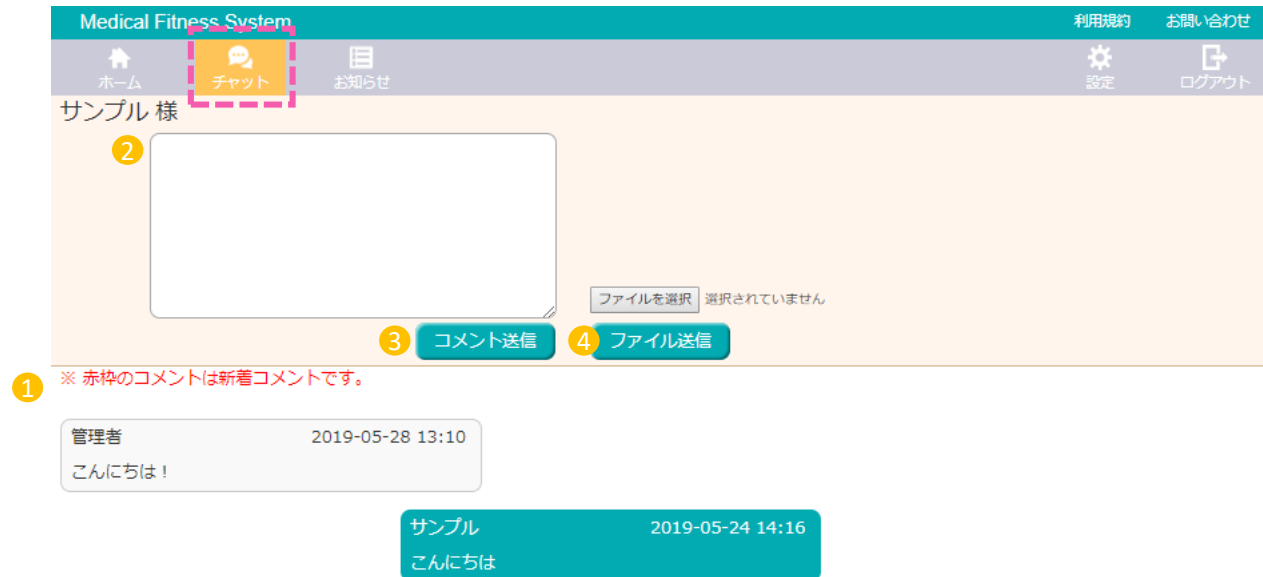 Medical Fitness System 利用規約 お問い合わせ
ホーム チャット お知らせ 設定 ログアウト
サンプル 様
2
ファイルを選択 選択されていません
3 コメント送信 4 ファイル送信
1 ※ 赤枠のコメントは新着コメントです。
管理者 2019-05-28 13:10
こんにちは！
サンプル 2019-05-24 14:16
こんにちは